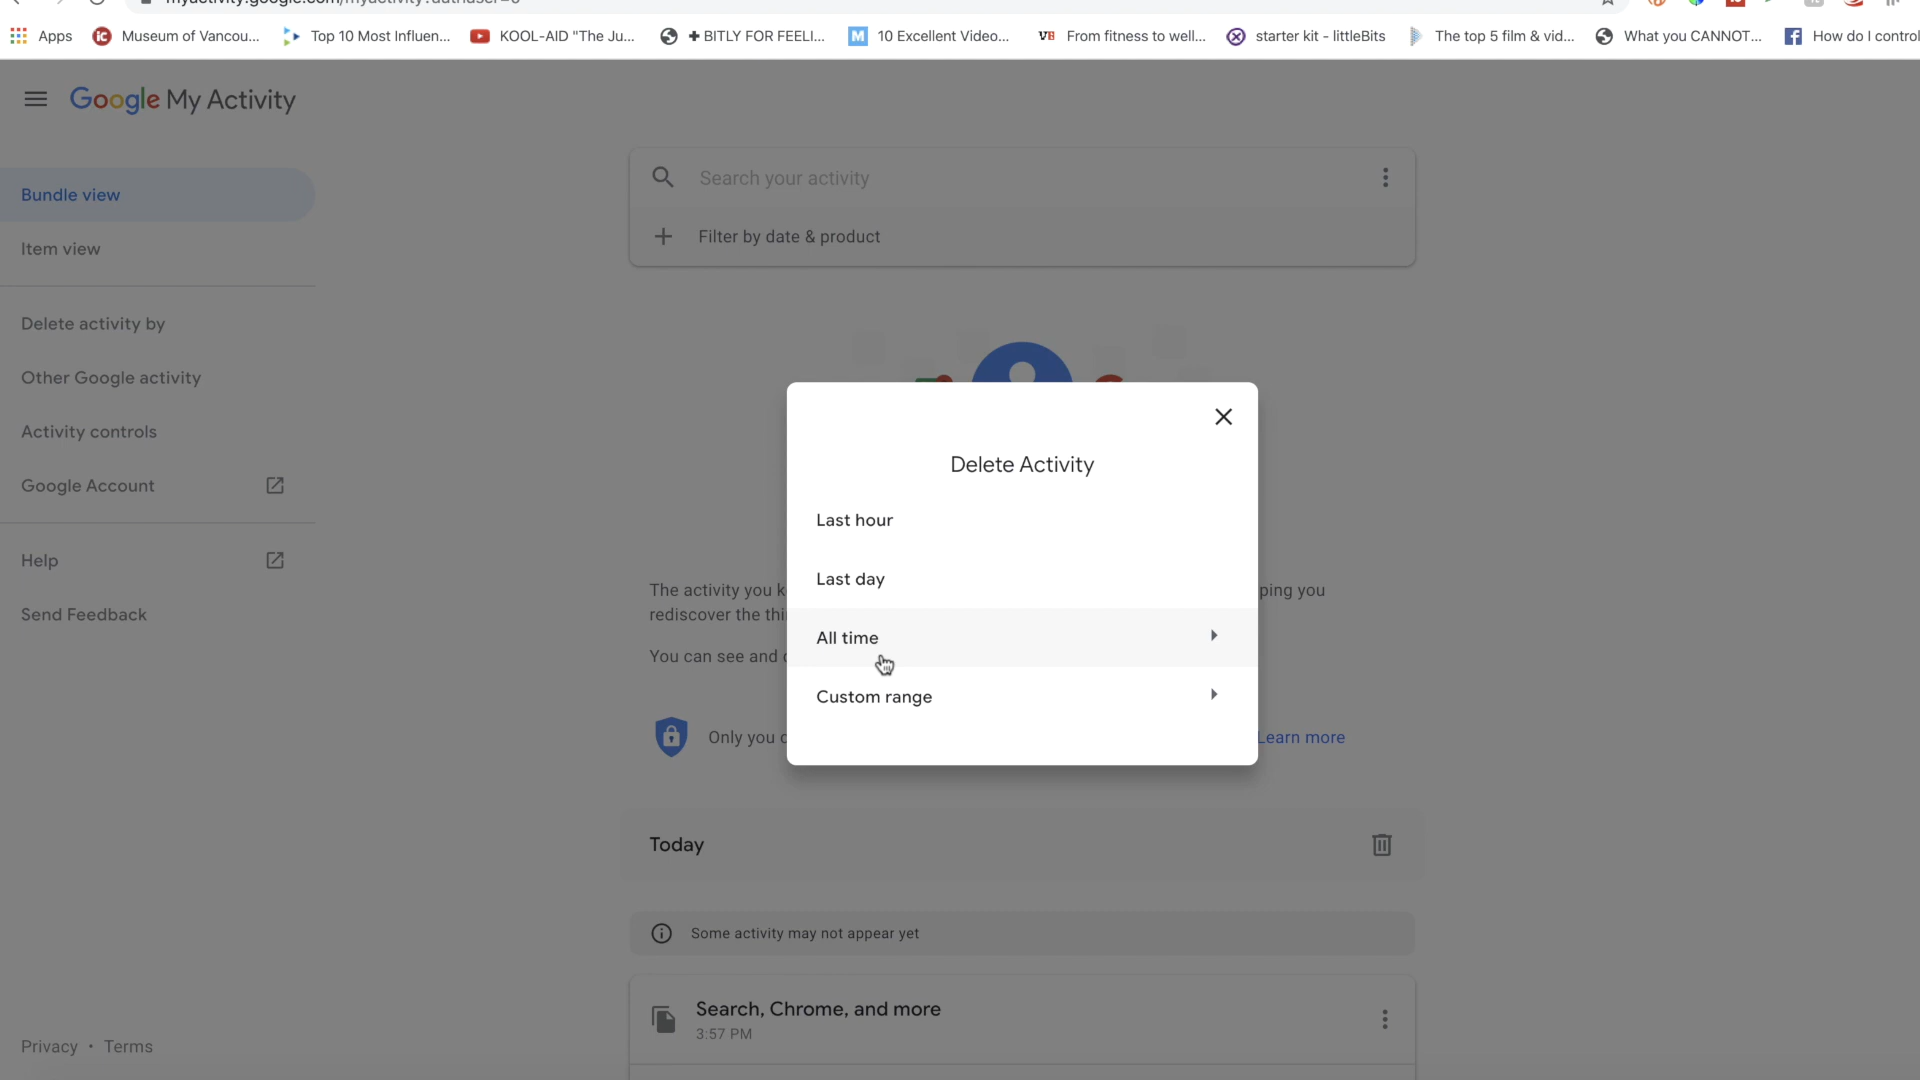 Apps
Museum of Vancou...
Top 10 Most Influen...
KOOL-AID "The Ju...
✚ BITLY FOR FEELI...
M
10 Excellent Video...
VB
From fitness to well...
starter kit - littleBits
The top 5 film & vid...
What you CANNOT...
How do I control
Google My Activity
Search your activity
Bundle view
Filter by date & product
Item view
Delete activity by
Other Google activity
Activity controls
Google Account
Help
Send Feedback
Delete Activity
Last hour
Last day
All time
Custom range
The activity you k
ping you
rediscover the thi
You can see and
Only you
Learn more
Today
Some activity may not appear yet
Search, Chrome, and more
3:57 PM
Privacy • Terms